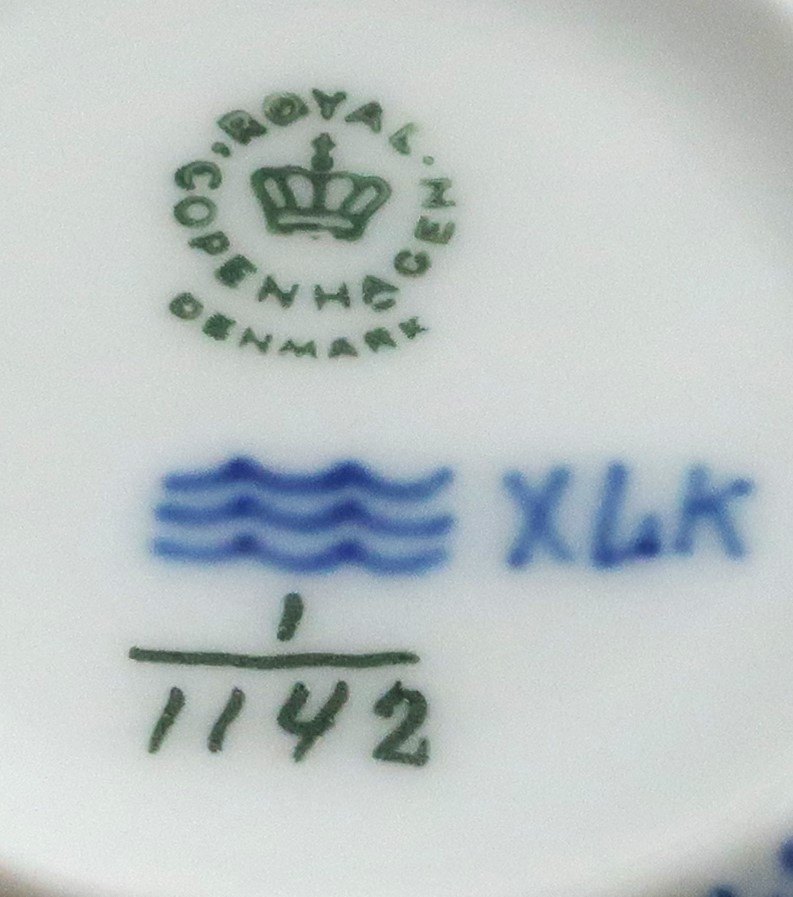 ROYAL COPENHAGEN
DENMARK
XLK
1
1142